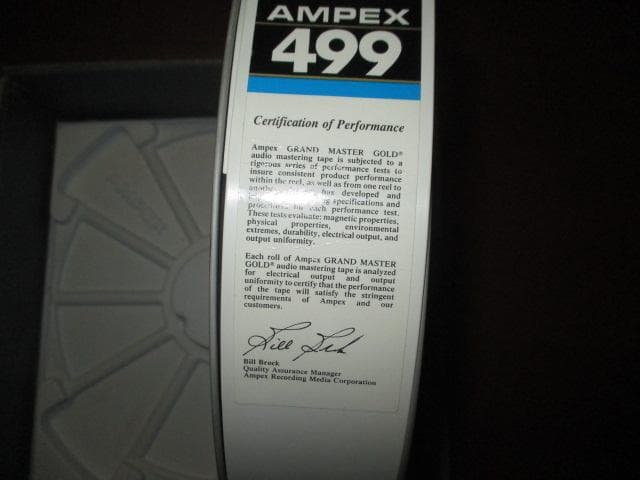 AMPEX
499
Certification of Performance
Ampex GRAND MASTER GOLD®
audio mastering tape is subjected to a
rigorous series of performance tests to
insure consistent product performance
within the reel, as well as from one reel to
has developed and
specifications and
each performance test.
These tests evaluate: magnetic properties,
physical properties, environmental
extremes, durability, electrical output, and
output uniformity.
Each roll of Ampex GRAND MASTER
GOLD® audio mastering tape is analyzed
for electrical output and output
uniformity to certify that the performance
of the tape will satisfy the stringent
requirements of Ampex and our
customers.
Bill Brock
Quality Assurance Manager
Ampex Recording Media Corporation